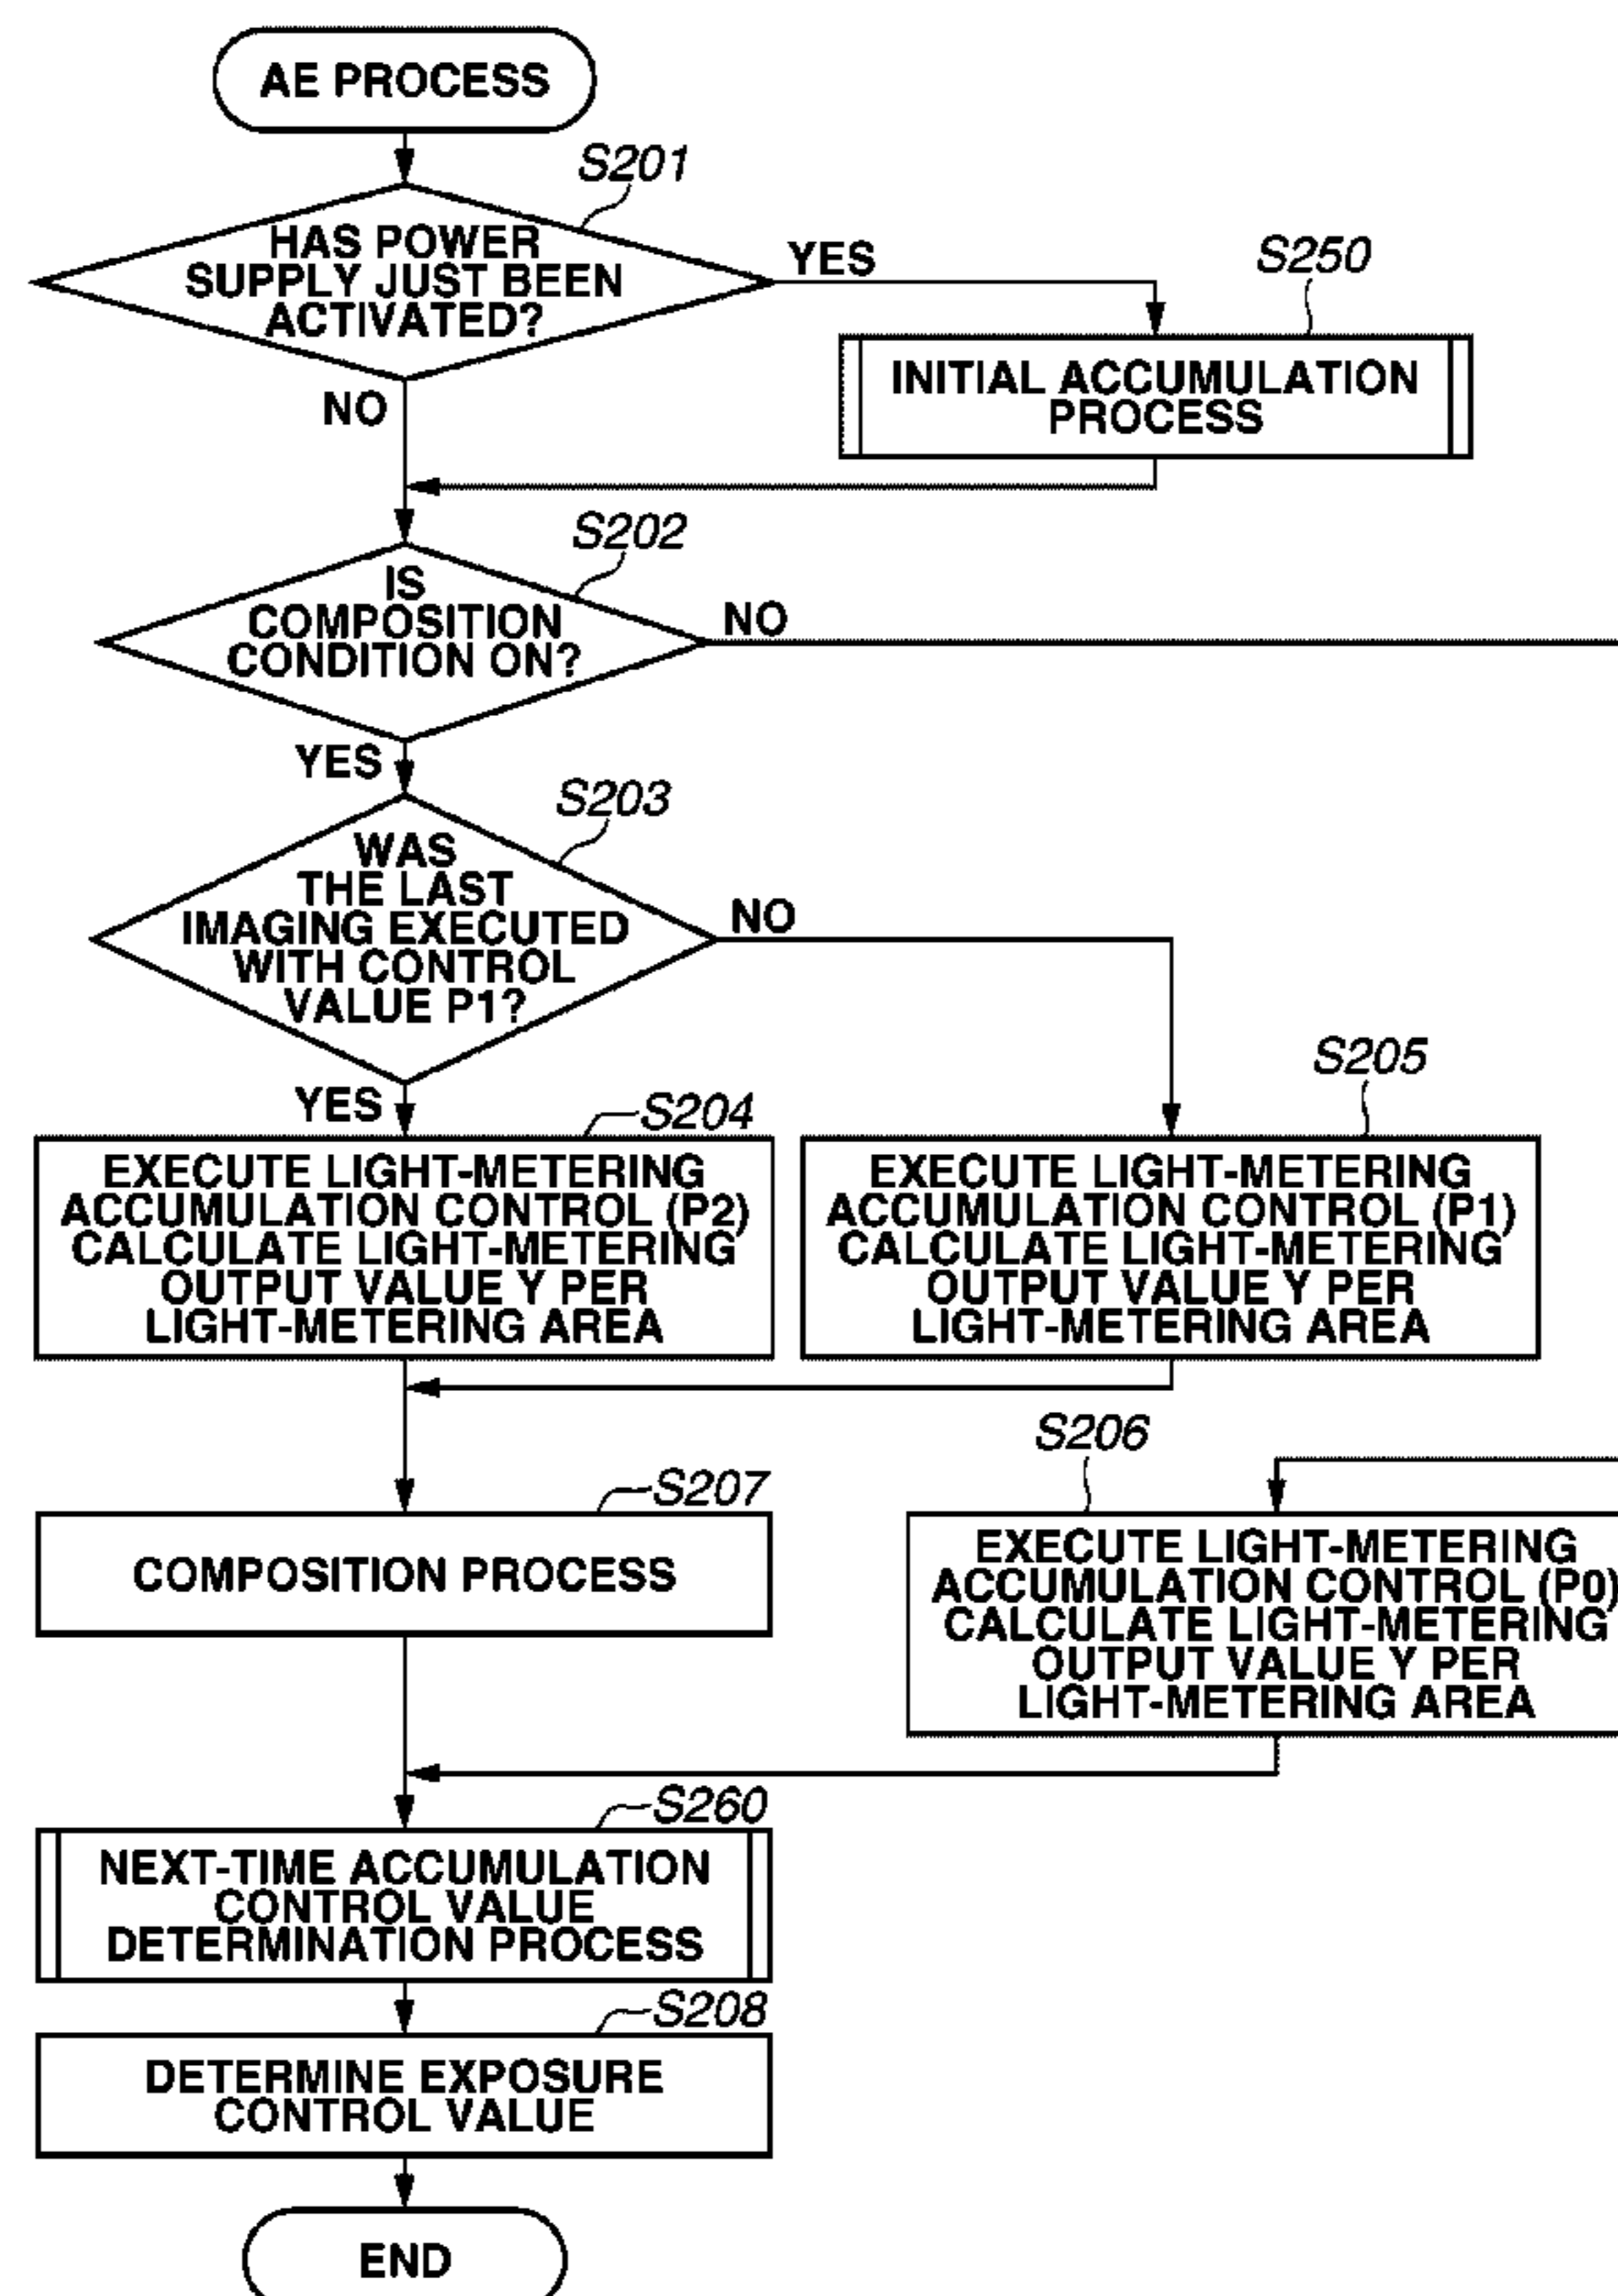 AE PROCESS
S201
HAS POWER
SUPPLY JUST BEEN
ACTIVATED?
YES
NO
S250
INITIAL ACCUMULATION
PROCESS
S202
IS
COMPOSITION
CONDITION ON?
NO
YES
S203
WAS
THE LAST
IMAGING EXECUTED
WITH CONTROL
VALUE P1?
NO
YES
S204
EXECUTE LIGHT-METERING
ACCUMULATION CONTROL (P2)
CALCULATE LIGHT-METERING
OUTPUT VALUE Y PER
LIGHT-METERING AREA
S205
EXECUTE LIGHT-METERING
ACCUMULATION CONTROL (P1)
CALCULATE LIGHT-METERING
OUTPUT VALUE Y PER
LIGHT-METERING AREA
S207
COMPOSITION PROCESS
S206
EXECUTE LIGHT-METERING
ACCUMULATION CONTROL (P0)
CALCULATE LIGHT-METERING
OUTPUT VALUE Y PER
LIGHT-METERING AREA
S260
NEXT-TIME ACCUMULATION
CONTROL VALUE
DETERMINATION PROCESS
S208
DETERMINE EXPOSURE
CONTROL VALUE
END